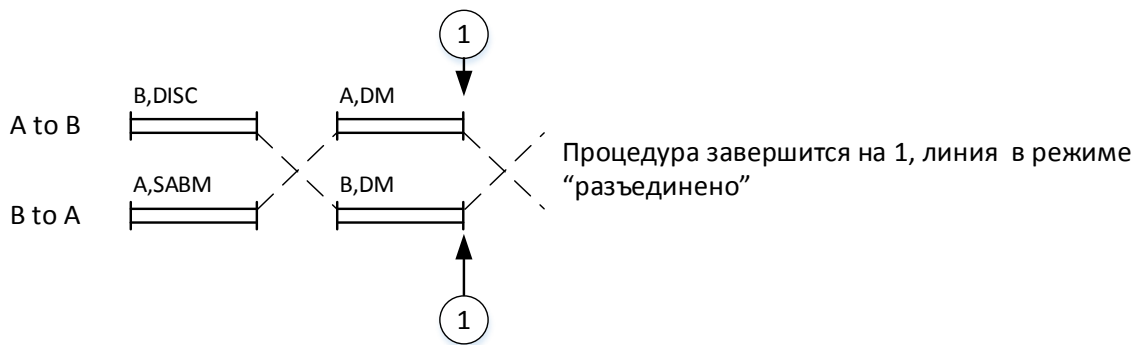 1
B,DISC
A,DM
A to B
Процедура завершится на 1, линия в режиме
“разъединено”
A,SABM
B,DM
B to A
1